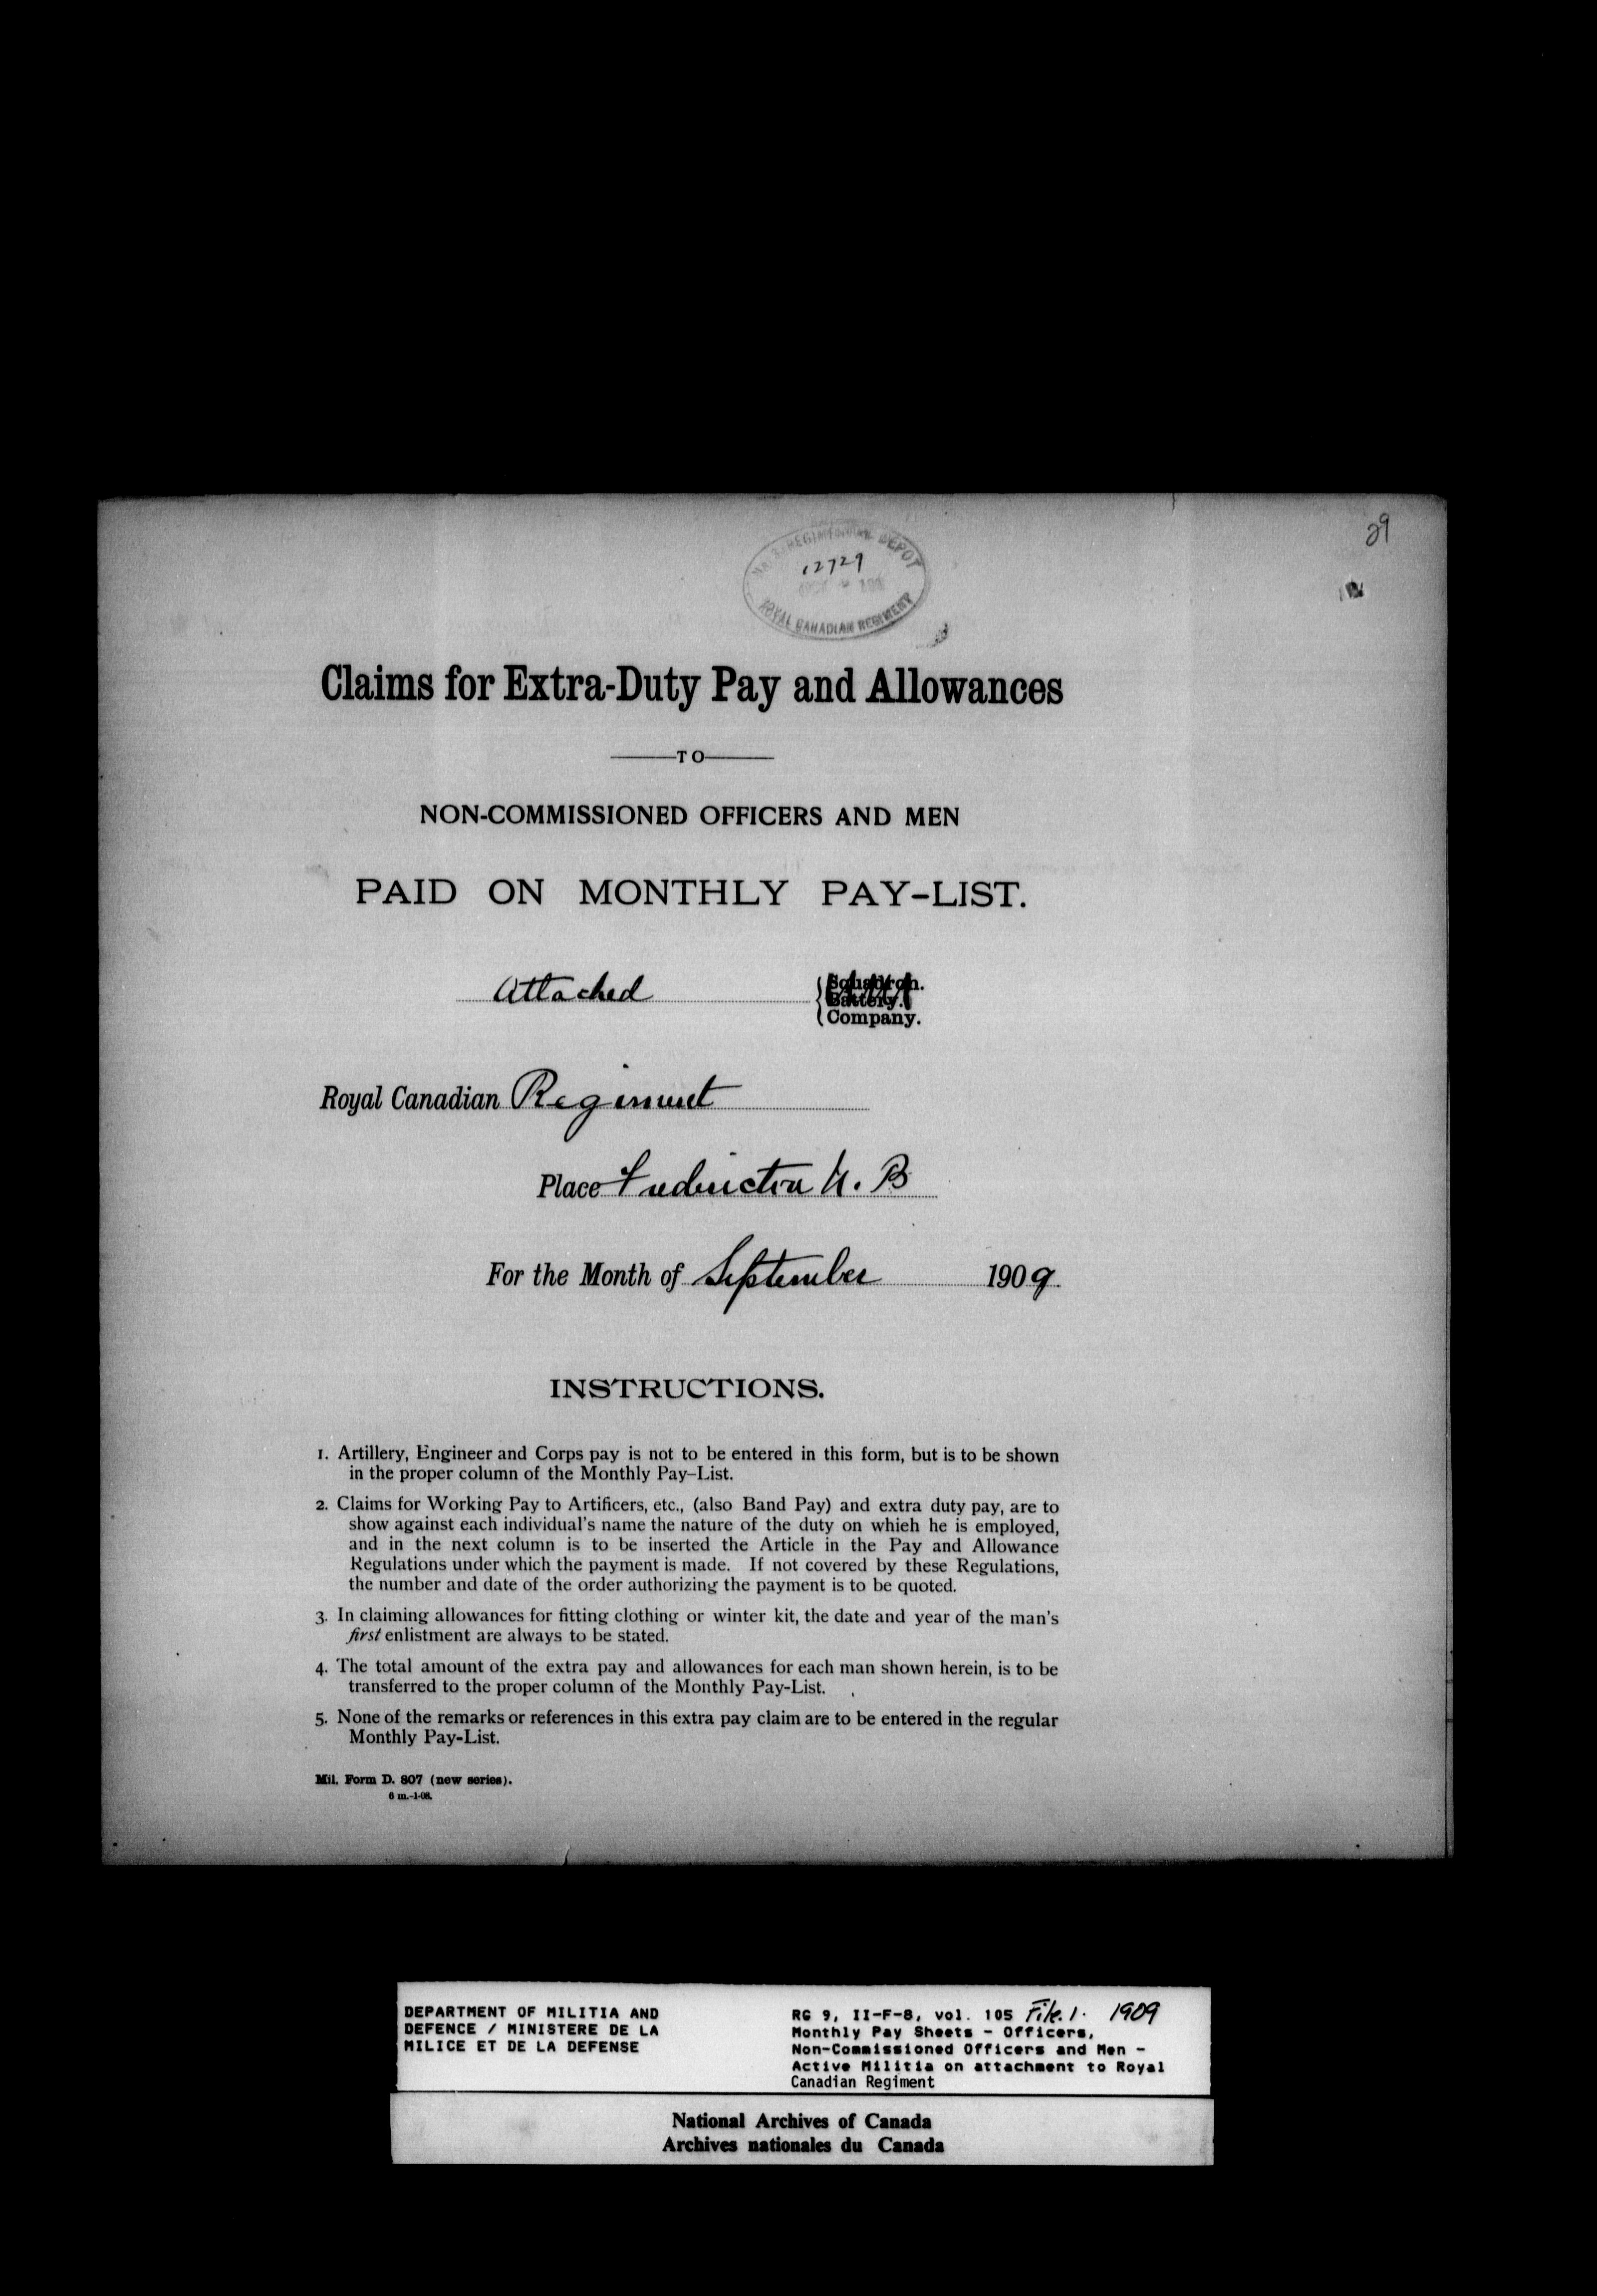 29
No. 3. REGIMENTAL DEPOT
12729
ROYAL CANADIAN REGIMENT
Claims for Extra-Duty Pay and Allowances
TO
NON-COMMISSIONED OFFICERS AND MEN
PAID ON MONTHLY PAY-LIST.
Attached
Squadron.
Battery.
Company.
Royal Canadian Regiment
Place Fredericton N. B
For the Month of September 1909.
INSTRUCTIONS.
1. Artillery, Engineer and Corps pay is not to be entered in this form, but is to be shown
in the proper column of the Monthly Pay-List.
2. Claims for Working Pay to Artificers, etc., (also Band Pay) and extra duty pay, are to
show against each individual's name the nature of the duty on whieh he is employed,
and in the next column is to be inserted the Article in the Pay and Allowance
Regulations under which the payment is made. If not covered by these Regulations,
the number and date of the order authorizing the payment is to be quoted.
3. In claiming allowances for fitting clothing or winter kit, the date and year of the man's
first enlistment are always to be stated.
4. The total amount of the extra pay and allowances for each man shown herein, is to be
transferred to the proper column of the Monthly Pay-List.
5. None of the remarks or references in this extra pay claim are to be entered in the regular
Monthly Pay-List.
Mil. Form D. 807 (new series).
6 m.-1-08.
DEPARTMENT OF MILITIA AND
DEFENCE / MINISTERE DE LA
MILICE ET DE LA DEFENSE
RG 9, II-F-8, vol. 105 File. 1. 1909
Monthly Pay Sheets - Officers,
Non-Commissioned Officers and Men -
Active Militia on attachment to Royal
Canadian Regiment
National Archives of Canada
Archives nationales du Canada